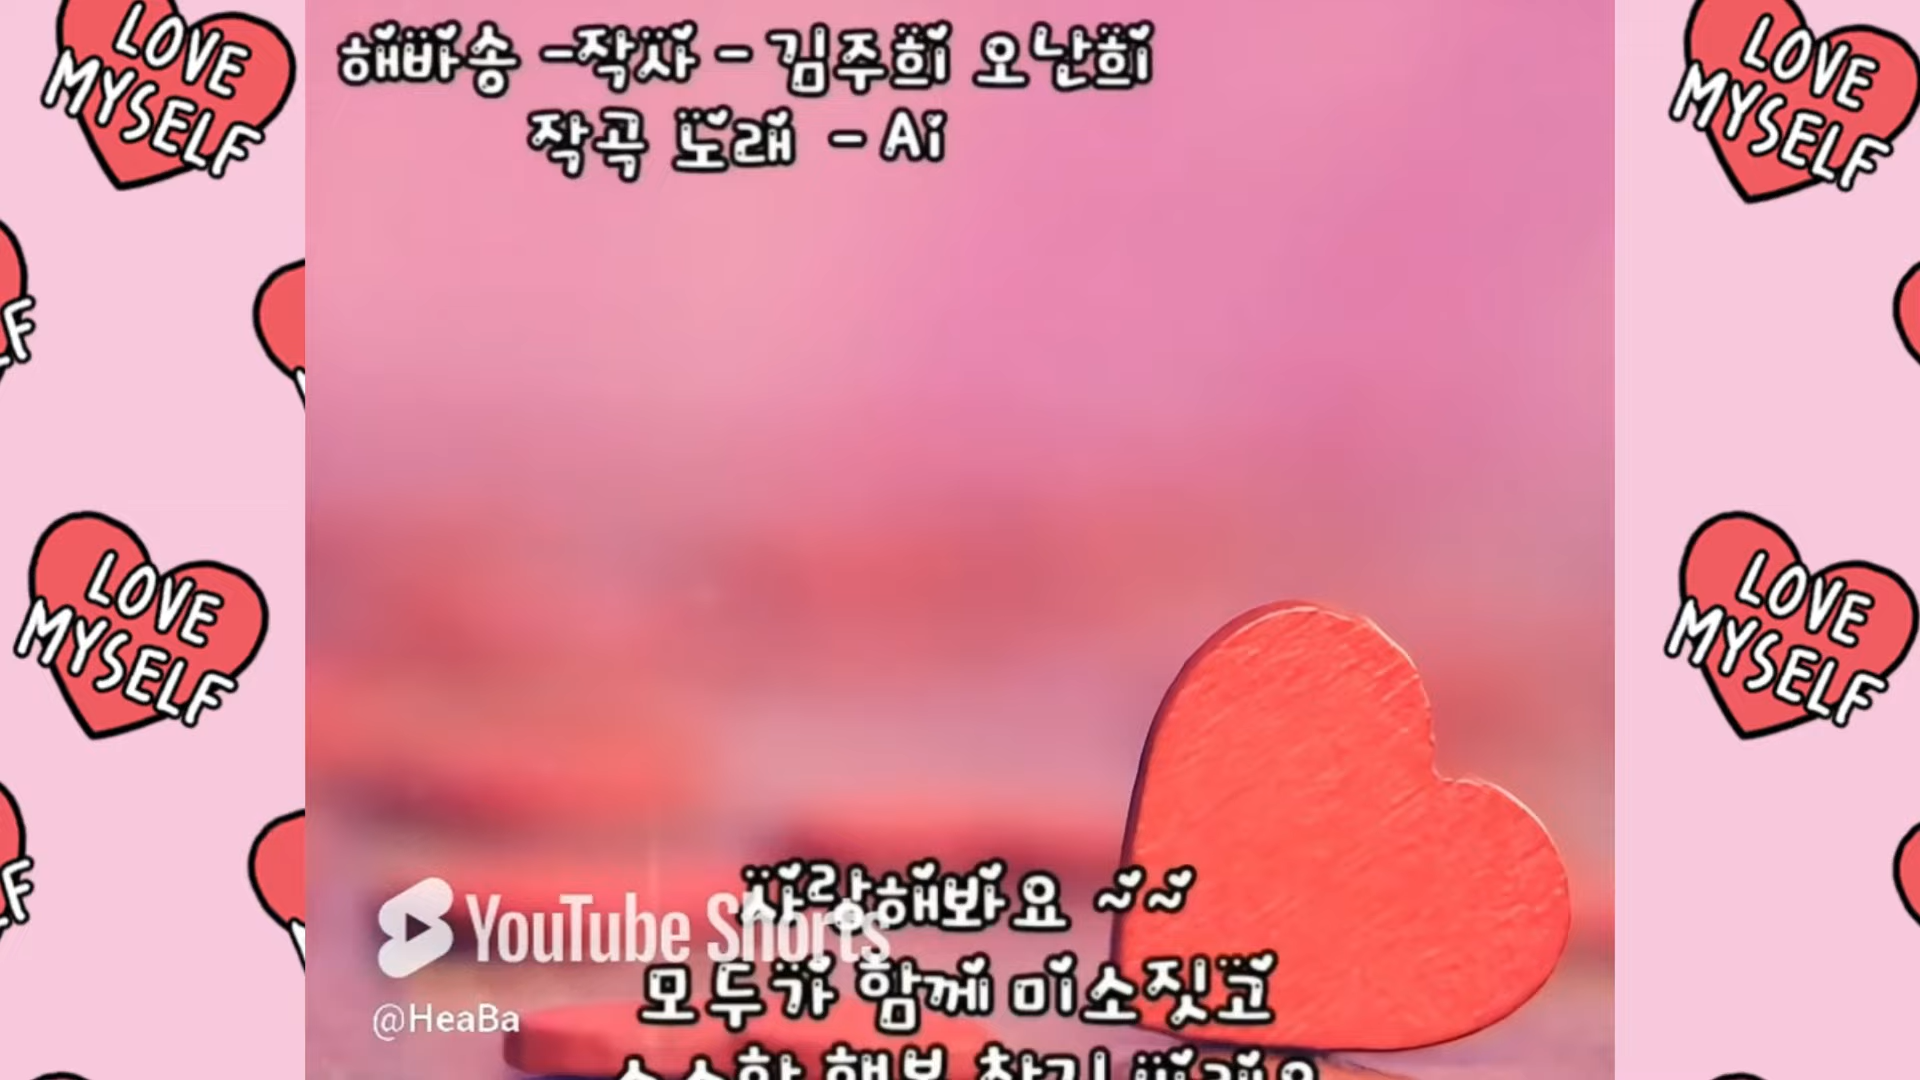 해바송 -작사 - 김주희 오난희
작곡 노래 - Ai
사랑해봐요 ~~
모두가 함께 미소짓고
YouTube Shorts
@HeaBa
LOVE
MYSELF
LOVE
MYSELF
LOVE
MYSELF
LOVE
MYSELF